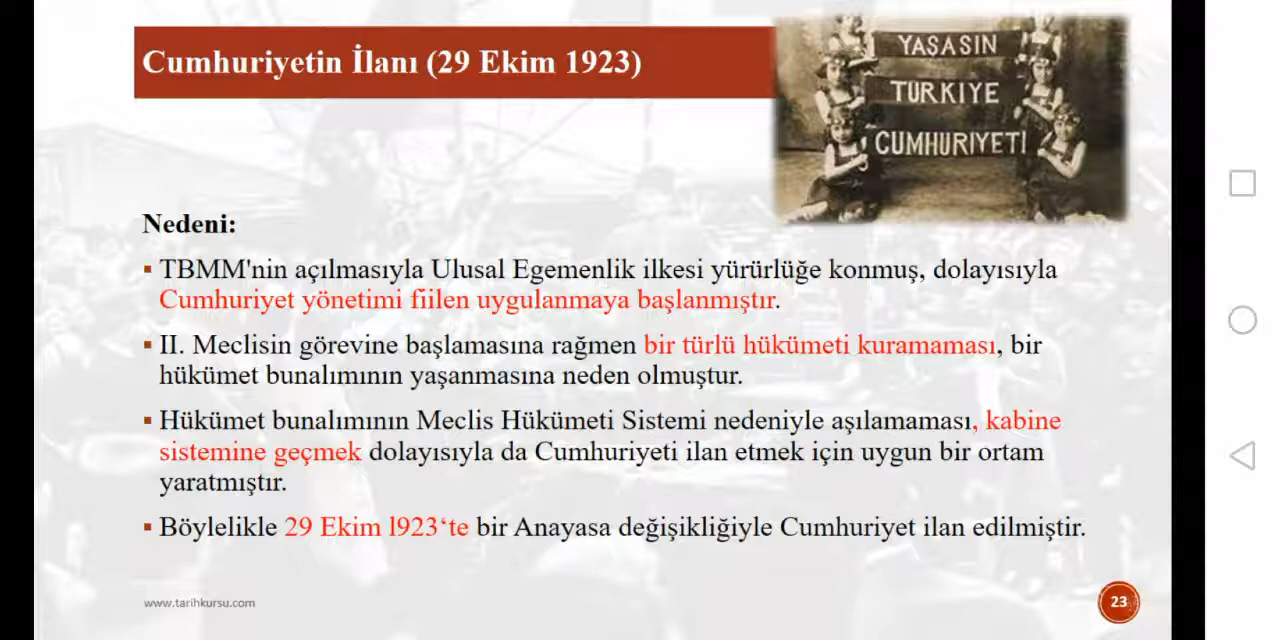 Cumhuriyetin İlanı (29 Ekim 1923)
YAŞASIN
TÜRKİYE
CUMHURİYETİ
Nedeni:
▪ TBMM'nin açılmasıyla Ulusal Egemenlik ilkesi yürürlüğe konmuş, dolayısıyla
Cumhuriyet yönetimi fiilen uygulanmaya başlanmıştır.
▪ II. Meclisin görevine başlamasına rağmen bir türlü hükümeti kuramaması, bir
hükümet bunalımının yaşanmasına neden olmuştur.
▪ Hükümet bunalımının Meclis Hükümeti Sistemi nedeniyle aşılamaması, kabine
sistemine geçmek dolayısıyla da Cumhuriyeti ilan etmek için uygun bir ortam
yaratmıştır.
▪ Böylelikle 29 Ekim l923‘te bir Anayasa değişikliğiyle Cumhuriyet ilan edilmiştir.
www.tarihkursu.com
23